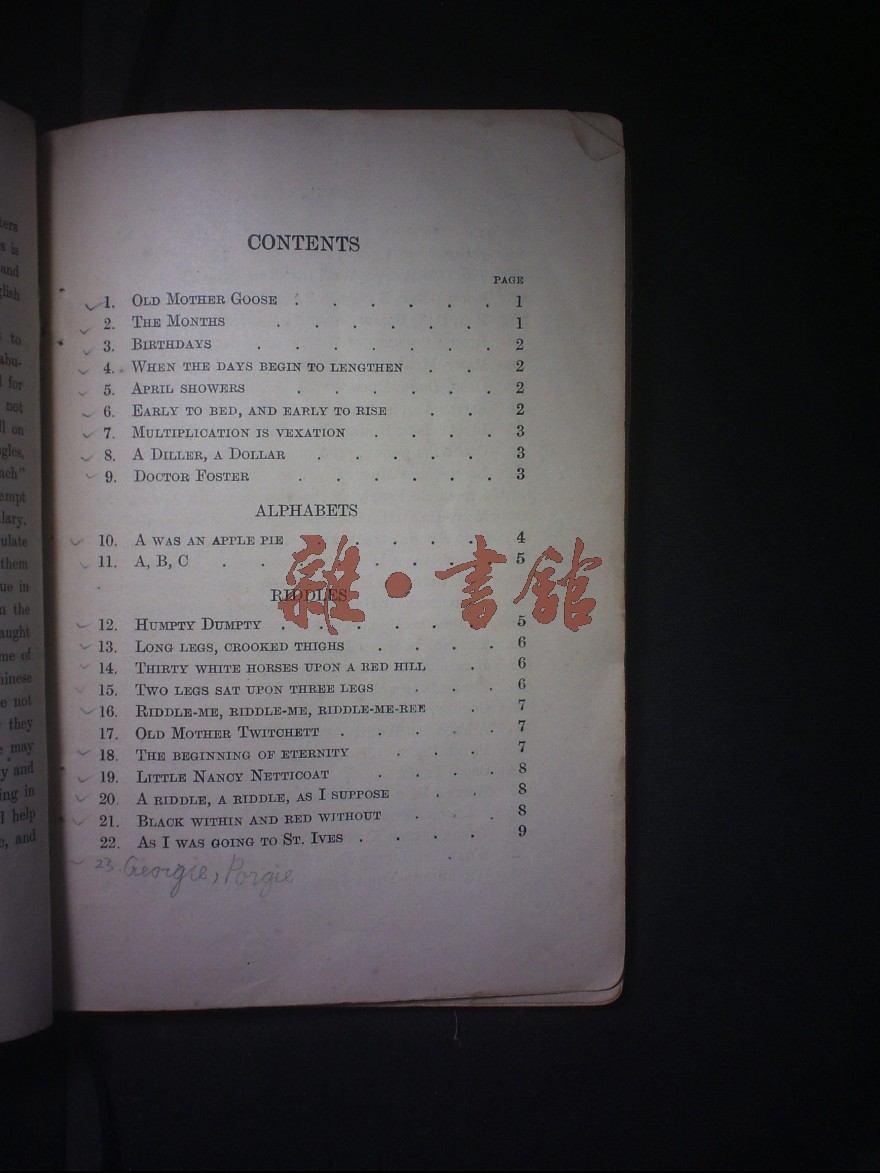 CONTENTS
PAGE
1. OLD MOTHER GOOSE . . . . . . 1
2. THE MONTHS . . . . . . 1
3. BIRTHDAYS . . . . . . . 2
4. WHEN THE DAYS BEGIN TO LENGTHEN . . 2
5. APRIL SHOWERS . . . . . . 2
6. EARLY TO BED, AND EARLY TO RISE . . 2
7. MULTIPLICATION IS VEXATION . . . . 3
8. A DILLER, A DOLLAR . . . . . 3
9. DOCTOR FOSTER . . . . . . 3
ALPHABETS
10. A WAS AN APPLE PIE . . . . . 4
11. A, B, C . . . . . . . 5
RIDDLES
12. HUMPTY DUMPTY . . . . . . 5
13. LONG LEGS, CROOKED THIGHS . . . . 6
14. THIRTY WHITE HORSES UPON A RED HILL . 6
15. TWO LEGS SAT UPON THREE LEGS . . . 6
16. RIDDLE-ME, RIDDLE-ME, RIDDLE-ME-REE . 7
17. OLD MOTHER TWITCHETT . . . . . 7
18. THE BEGINNING OF ETERNITY . . . 7
19. LITTLE NANCY NETTICOAT . . . . 8
20. A RIDDLE, A RIDDLE, AS I SUPPOSE . . 8
21. BLACK WITHIN AND RED WITHOUT . . . 8
22. AS I WAS GOING TO ST. IVES . . . . 9
23. Georgie, Porgie
雜·書館